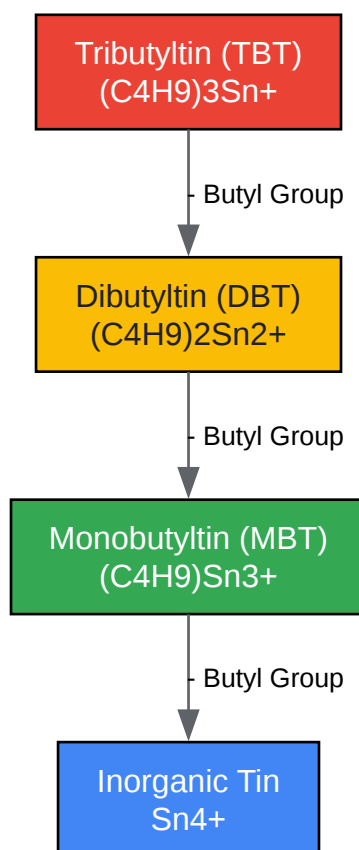 Tributyltin (TBT)
(C4H9)3Sn+
- Butyl Group
Dibutyltin (DBT)
(C4H9)2Sn2+
- Butyl Group
Monobutyltin (MBT)
(C4H9)Sn3+
- Butyl Group
Inorganic Tin
Sn4+